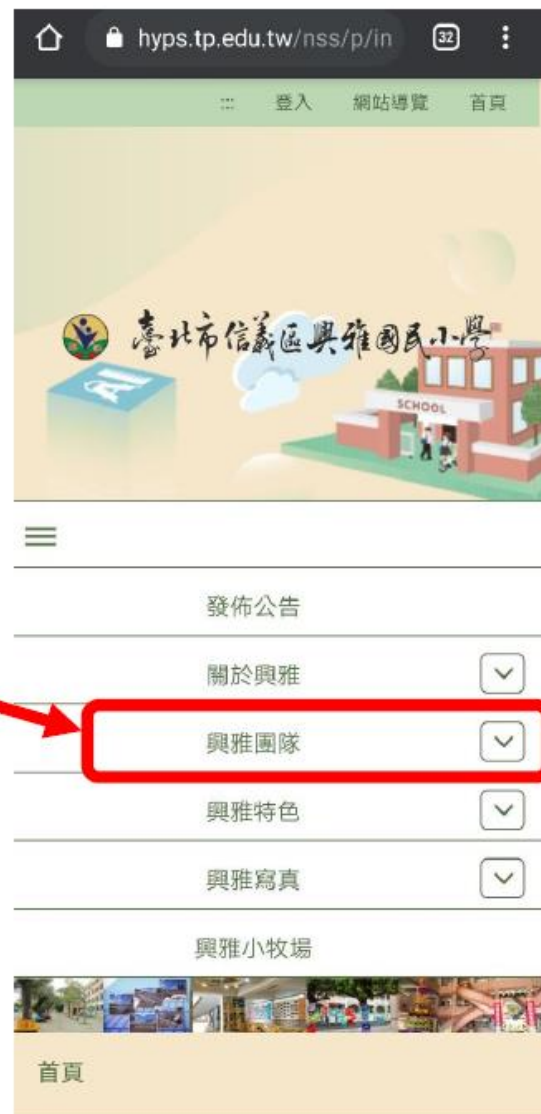 hyps.tp.edu.tw/nss/p/in
32
:::
登入
網站導覽
首頁
臺北市信義區興雅國民小學
SCHOOL
發佈公告
關於興雅
興雅團隊
興雅特色
興雅寫真
興雅小牧場
首頁